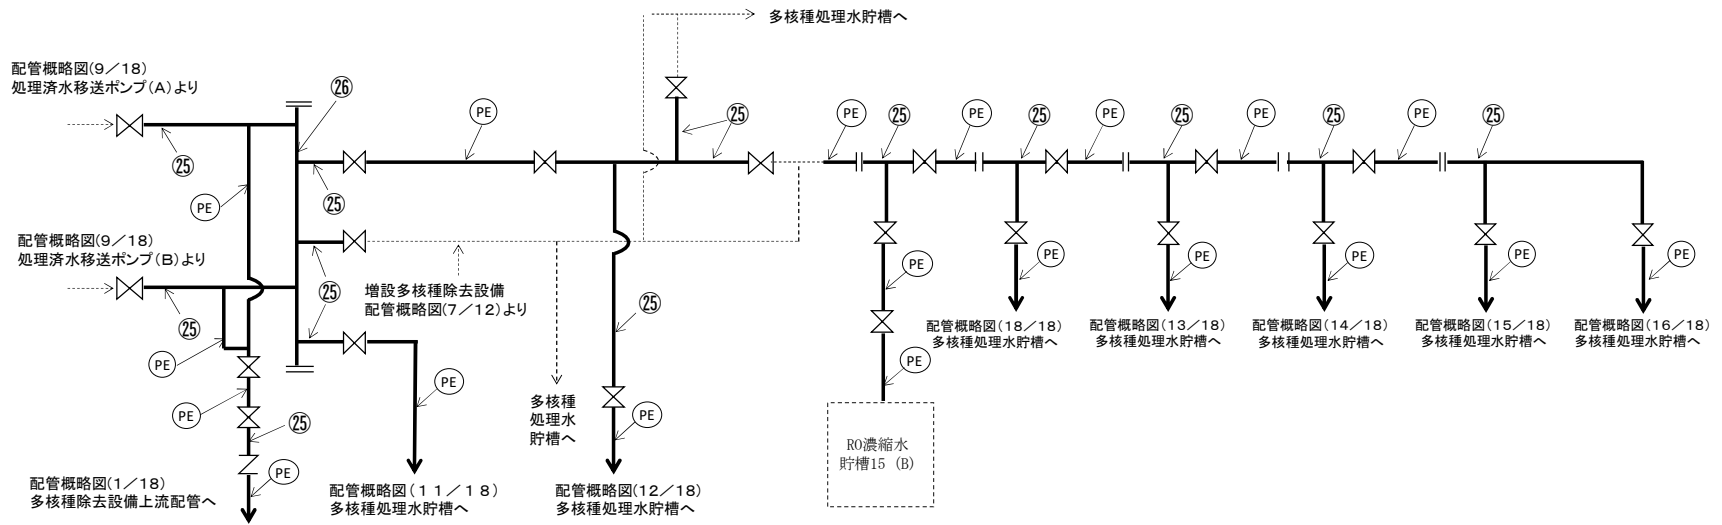 多核種処理水貯槽へ
配管概略図(9／18)
処理済水移送ポンプ(A)より
㉖
PE
㉕
PE
㉕
PE
㉕
PE
㉕
PE
㉕
PE
㉕
㉕
㉕
PE
配管概略図(9／18)
処理済水移送ポンプ(B)より
㉕
㉕
増設多核種除去設備
配管概略図(7／12)より
㉕
PE
PE
PE
PE
PE
PE
配管概略図(18／18)
多核種処理水貯槽へ
配管概略図(13／18)
多核種処理水貯槽へ
配管概略図(14／18)
多核種処理水貯槽へ
配管概略図(15／18)
多核種処理水貯槽へ
配管概略図(16／18)
多核種処理水貯槽へ
PE
PE
PE
PE
㉕
多核種
処理水
貯槽へ
PE
RO濃縮水
貯槽15 (B)
PE
配管概略図(1／18)
多核種除去設備上流配管へ
配管概略図(１１／１８)
多核種処理水貯槽へ
配管概略図(12／18)
多核種処理水貯槽へ